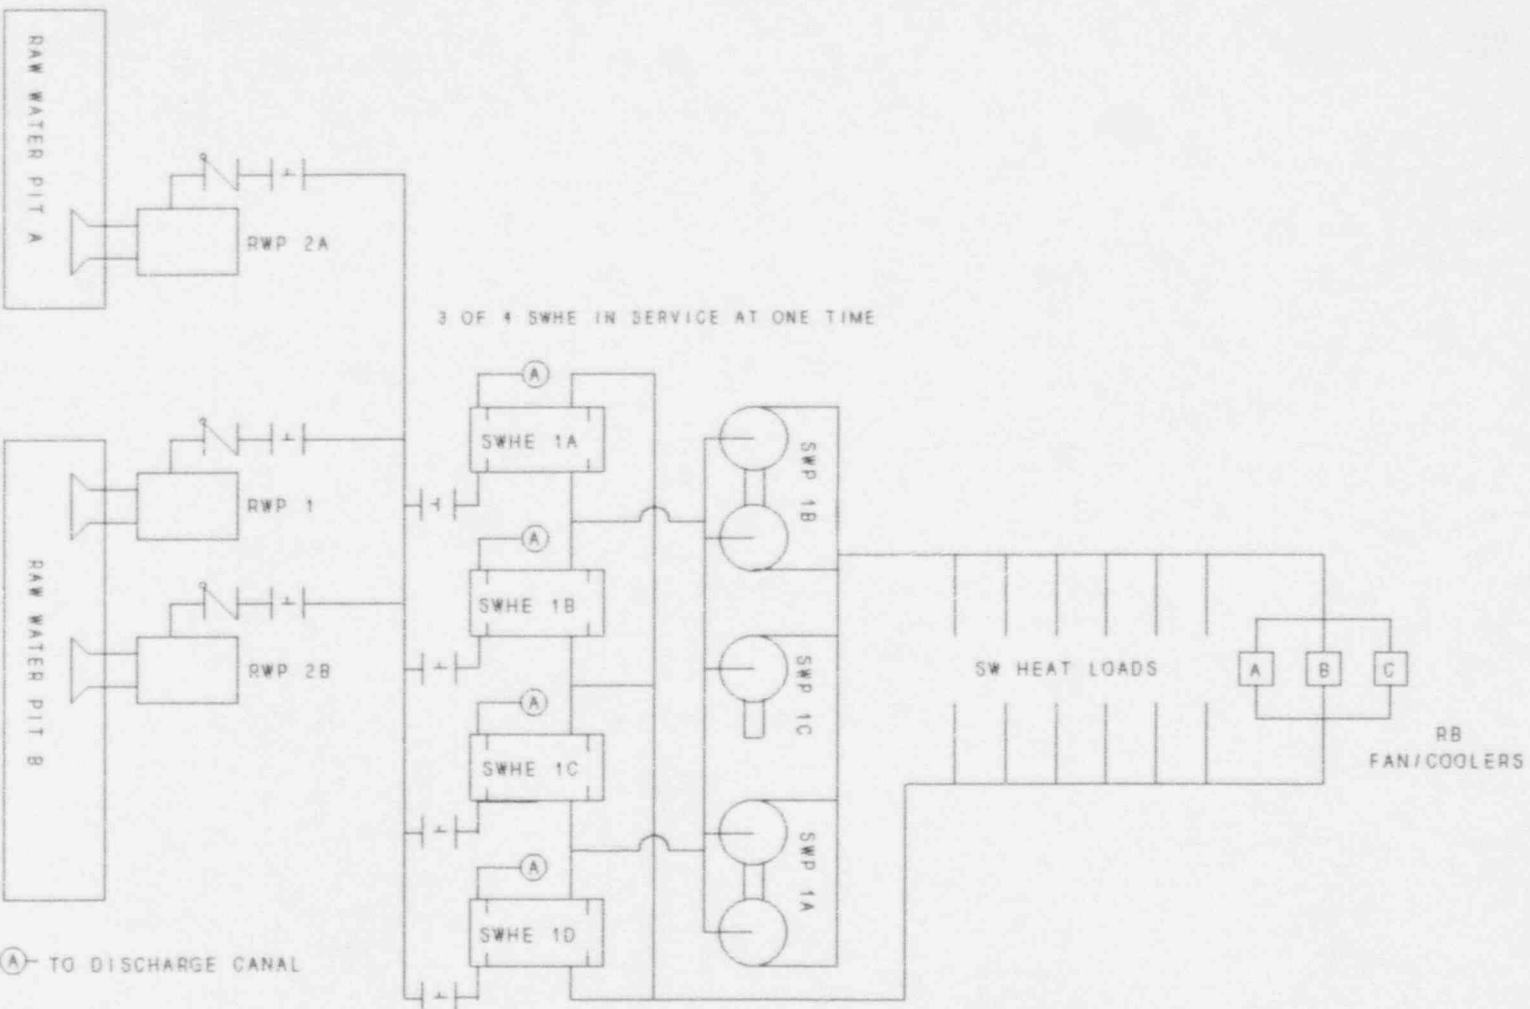 RAW WATER PIT A
RWP 2A
3 OF 4 SWHE IN SERVICE AT ONE TIME
A
SWHE 1A
SWP 1B
RWP 1
A
SWHE 1B
RAW WATER PIT B
RWP 2B
SWP 1C
SW HEAT LOADS
A
B
C
RB
FAN/COOLERS
A
SWHE 1C
SWP 1A
A
SWHE 1D
A TO DISCHARGE CANAL